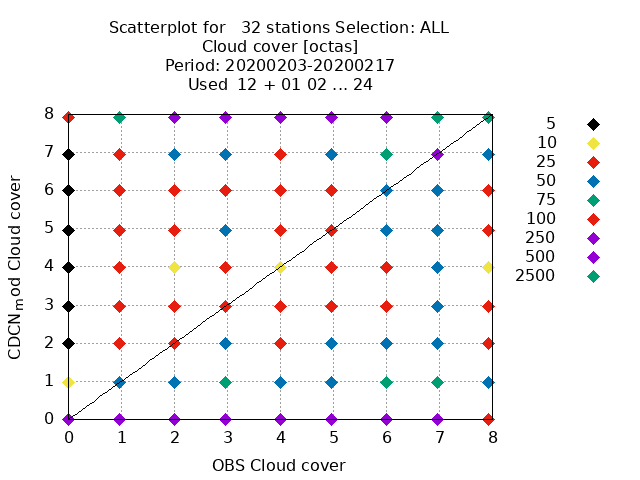 Scatterplot for   32 stations Selection: ALL
Cloud cover [octas]
Period: 20200203-20200217
Used  12 + 01 02 ... 24
8
7
6
5
4
3
2
1
0
CDCN_mod Cloud cover
0 1 2 3 4 5 6 7 8
OBS Cloud cover
5
10
25
50
75
100
250
500
2500